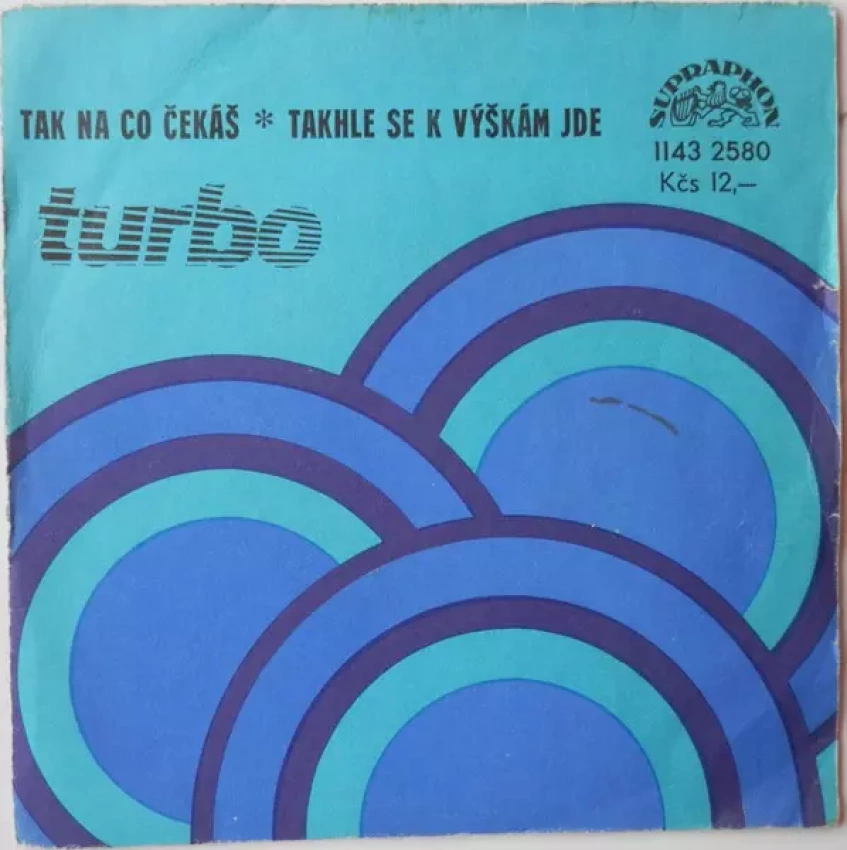 SUPRAPHON
TAK NA CO ČEKÁŠ * TAKHLE SE K VÝŠKÁM JDE
1143 2580
Kčs 12,—
turbo